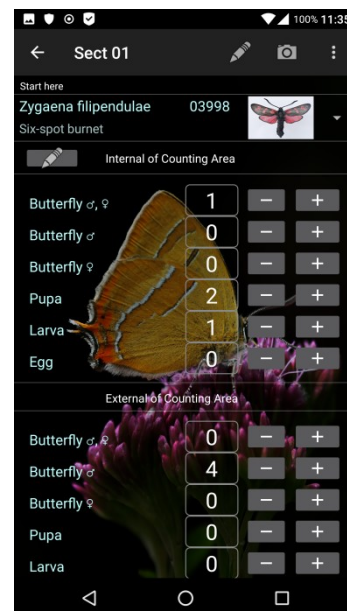 100% 11:35
Sect 01
Start here
Zygaena filipendulae 03998
Six-spot burnet
Internal of Counting Area
Butterfly ♂, ♀ 1 − +
Butterfly ♂ 0 − +
Butterfly ♀ 0 − +
Pupa 2 − +
Larva 1 − +
Egg 0 − +
External of Counting Area
Butterfly ♂, ♀ 0 − +
Butterfly ♂ 4 − +
Butterfly ♀ 0 − +
Pupa 0 − +
Larva 0 − +